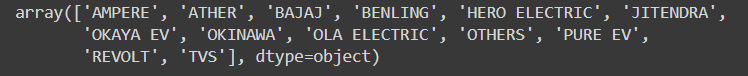 array(['AMPERE', 'ATHER', 'BAJAJ', 'BENLING', 'HERO ELECTRIC', 'JITENDRA',
'OKAYA EV', 'OKINAWA', 'OLA ELECTRIC', 'OTHERS', 'PURE EV',
'REVOLT', 'TVS'], dtype=object)